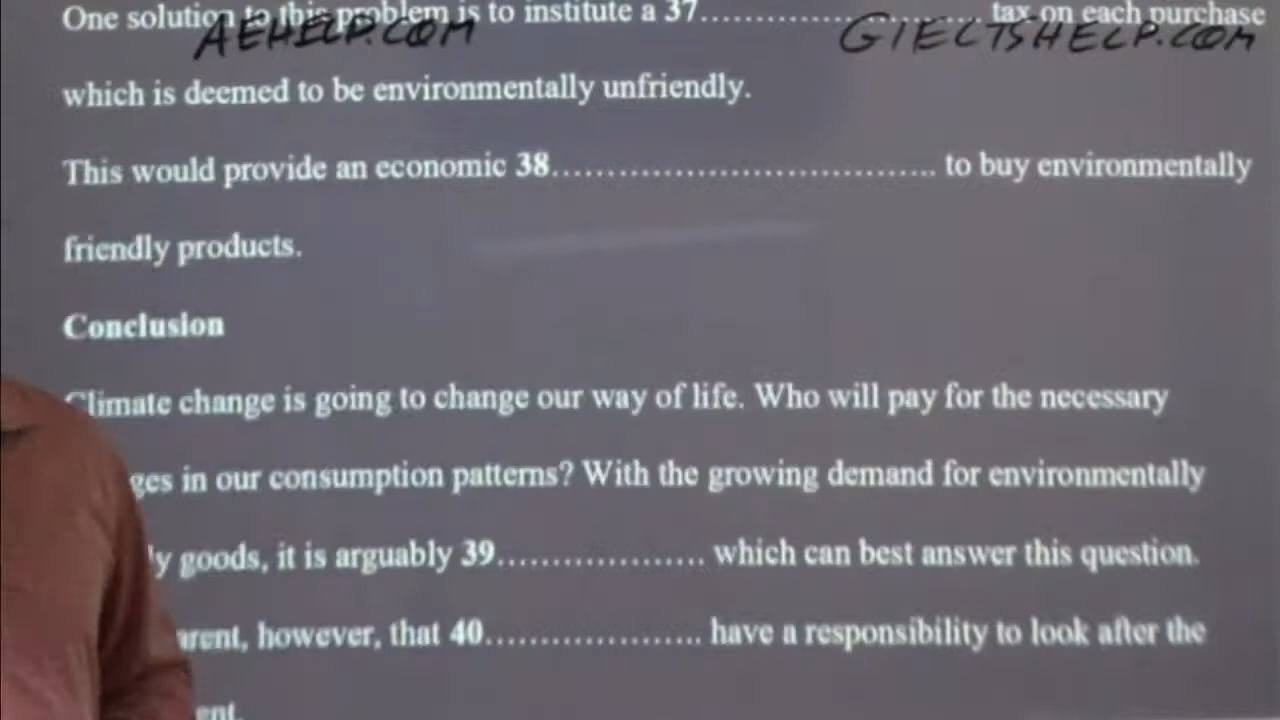 One solution to this problem is to institute a 37........................... tax on each purchase
AEHELP.COM GIELTSHELP.COM
which is deemed to be environmentally unfriendly.
This would provide an economic 38.................................... to buy environmentally
friendly products.
Conclusion
Climate change is going to change our way of life. Who will pay for the necessary
ges in our consumption patterns? With the growing demand for environmentally
ly goods, it is arguably 39.................... which can best answer this question.
arent, however, that 40..................... have a responsibility to look after the
ent.